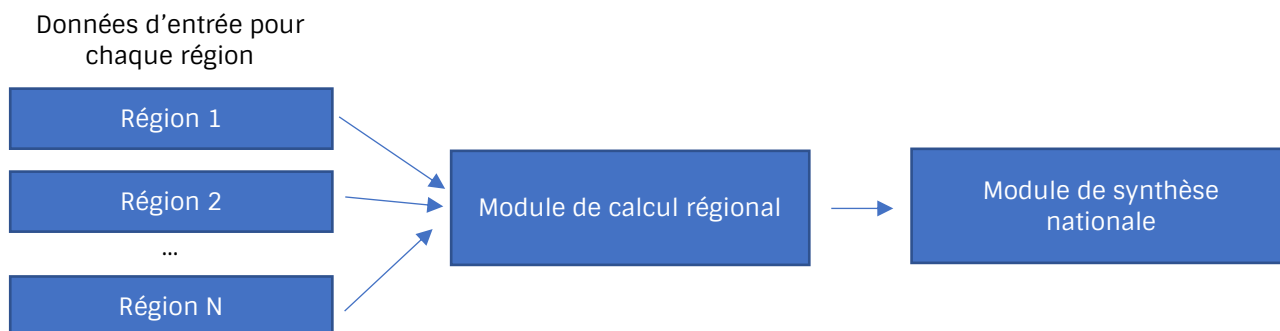 Données d'entrée pour
chaque région
Région 1
Région 2
...
Région N
Module de calcul régional
Module de synthèse
nationale